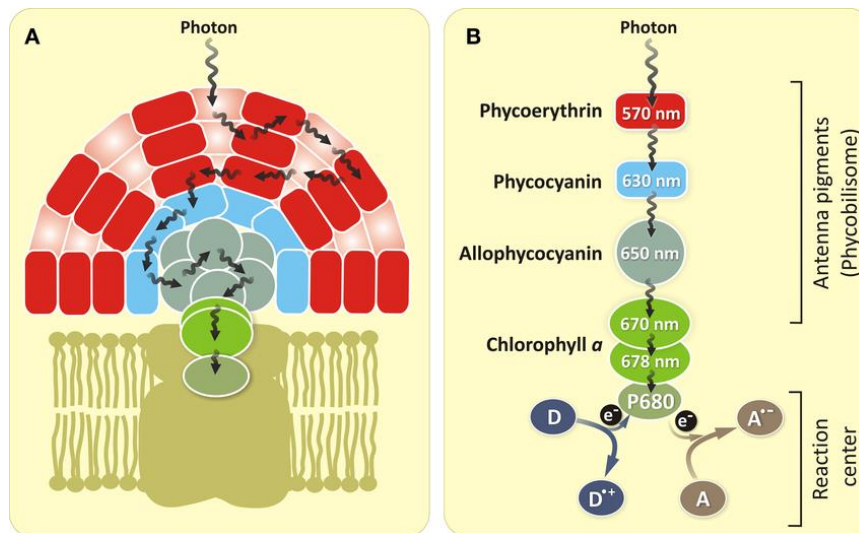 A
Photon
B
Photon
Phycoerythrin
570 nm
Phycocyanin
630 nm
Allophycocyanin
650 nm
Chlorophyll a
670 nm
678 nm
P680
e-
e-
D
D•+
A
A•-
Antenna pigments
(Phycobilisome)
Reaction
center